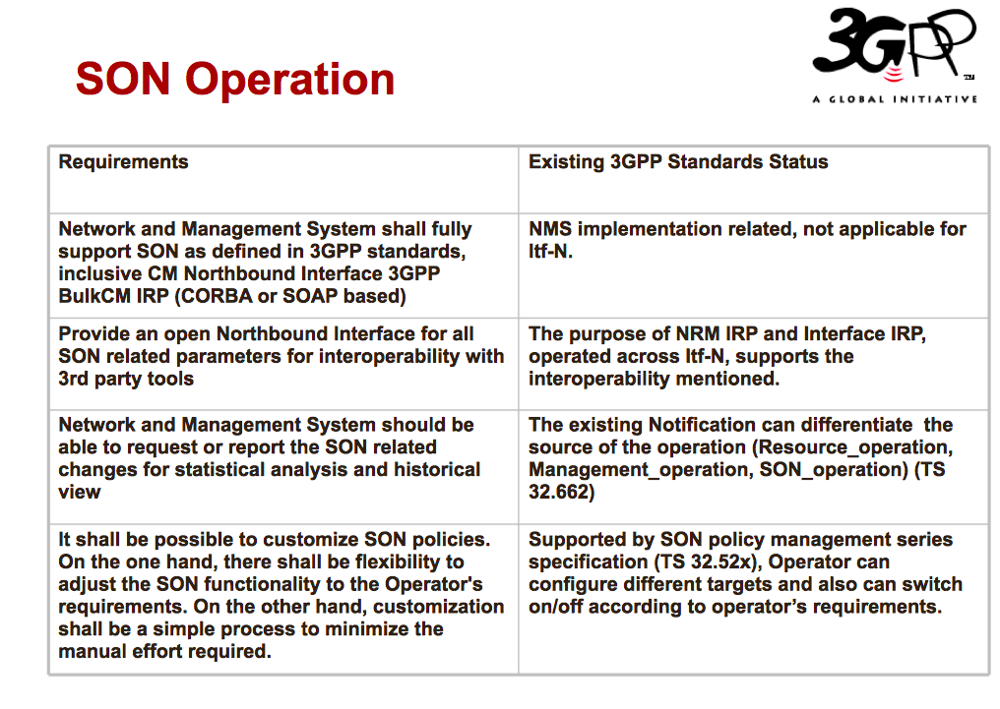 3GPP
TM
A GLOBAL INITIATIVE
SON Operation
Requirements
Existing 3GPP Standards Status
Network and Management System shall fully
support SON as defined in 3GPP standards,
inclusive CM Northbound Interface 3GPP
BulkCM IRP (CORBA or SOAP based)
NMS implementation related, not applicable for
Itf-N.
Provide an open Northbound Interface for all
SON related parameters for interoperability with
3rd party tools
The purpose of NRM IRP and Interface IRP,
operated across Itf-N, supports the
interoperability mentioned.
Network and Management System should be
able to request or report the SON related
changes for statistical analysis and historical
view
The existing Notification can differentiate  the
source of the operation (Resource_operation,
Management_operation, SON_operation) (TS
32.662)
It shall be possible to customize SON policies.
On the one hand, there shall be flexibility to
adjust the SON functionality to the Operator's
requirements. On the other hand, customization
shall be a simple process to minimize the
manual effort required.
Supported by SON policy management series
specification (TS 32.52x), Operator can
configure different targets and also can switch
on/off according to operator’s requirements.